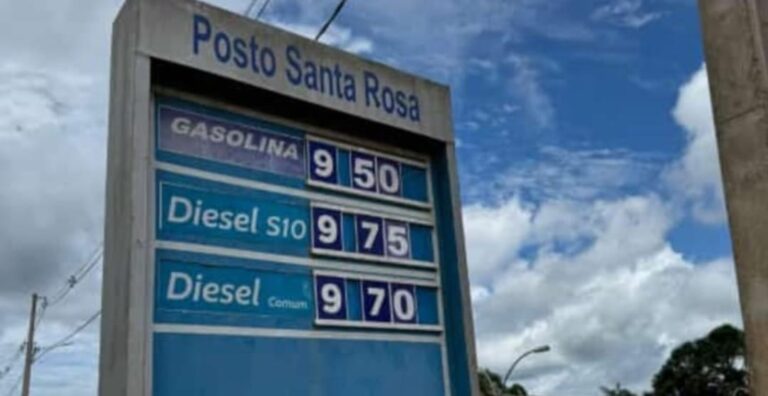 Posto Santa Rosa
GASOLINA 9 50
Diesel S10 9 75
Diesel Comum 9 70